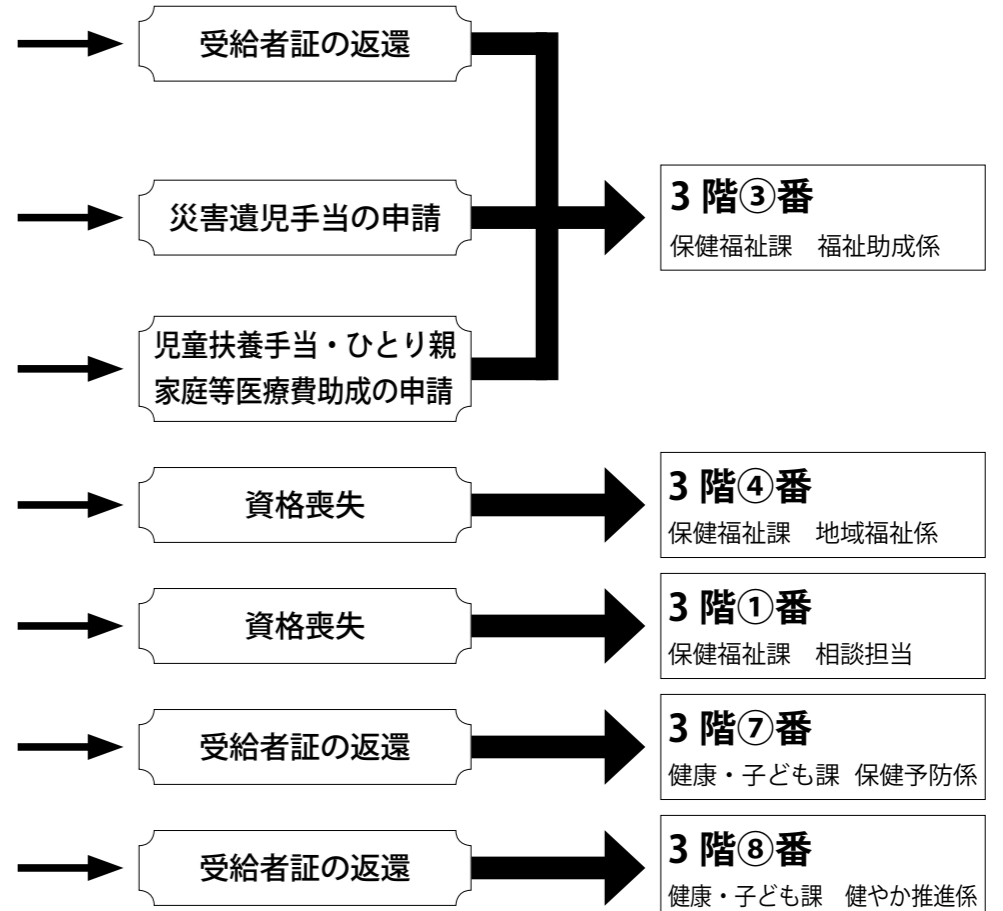 受給者証の返還
災害遺児手当の申請
3 階③番
保健福祉課　福祉助成係
児童扶養手当・ひとり親
家庭等医療費助成の申請
資格喪失
3 階④番
保健福祉課　地域福祉係
資格喪失
3 階①番
保健福祉課　相談担当
受給者証の返還
3 階⑦番
健康・子ども課 保健予防係
受給者証の返還
3 階⑧番
健康・子ども課　健やか推進係